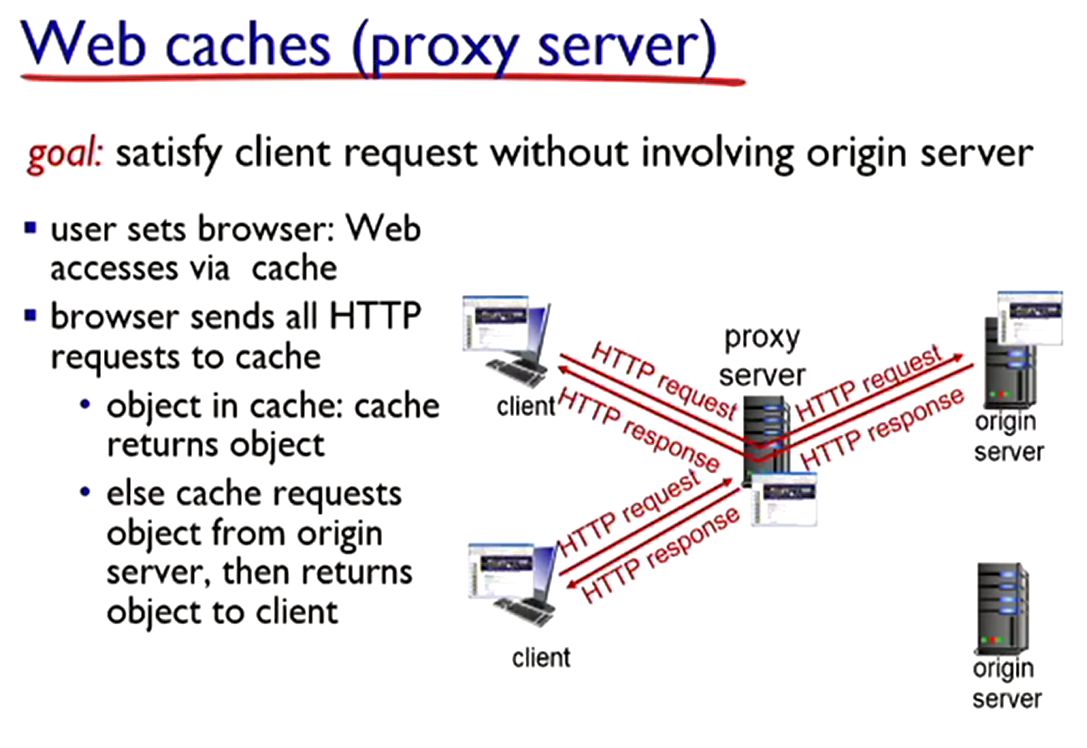 Web caches (proxy server)
goal: satisfy client request without involving origin server
▪ user sets browser: Web
accesses via cache
▪ browser sends all HTTP
requests to cache
• object in cache: cache
returns object
• else cache requests
object from origin
server, then returns
object to client
proxy
server
client
HTTP request
HTTP response
HTTP request
HTTP response
origin
server
HTTP request
HTTP response
client
origin
server